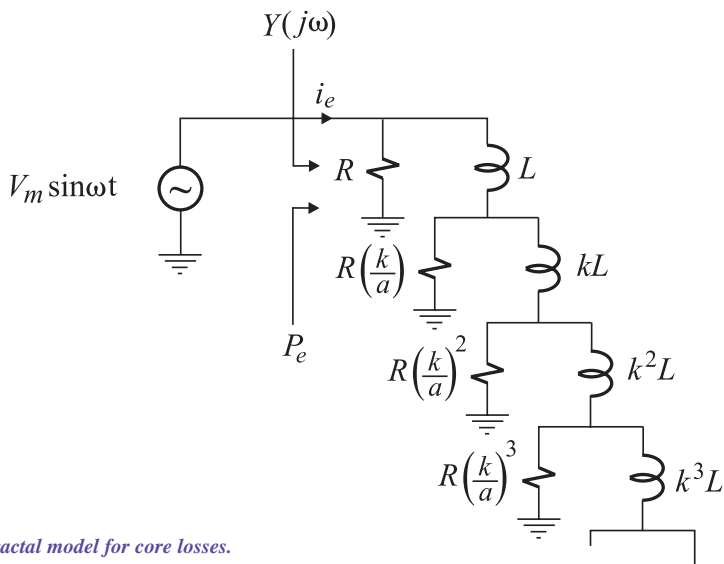 Y(jω)
i_e
V_m sinωt
R
L
R(k/a)
kL
P_e
R(k/a)^2
k^2L
R(k/a)^3
k^3L
actal model for core losses.